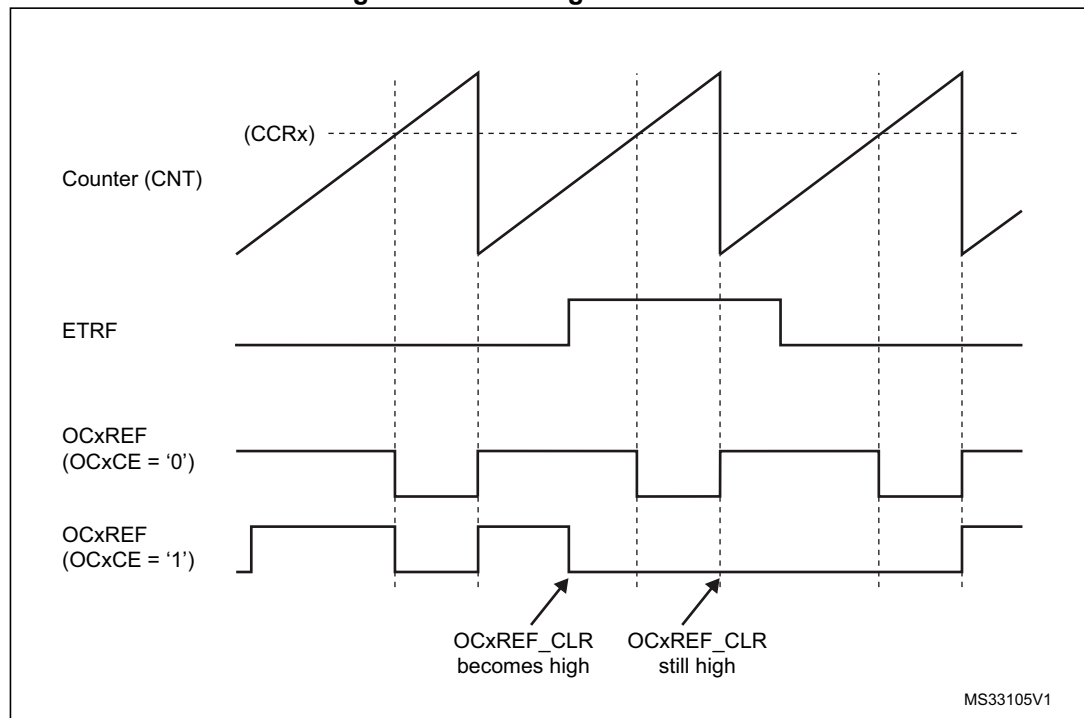 (CCRx)
Counter (CNT)
ETRF
OCxREF
(OCxCE = ‘0’)
OCxREF
(OCxCE = ‘1’)
OCxREF_CLR
becomes high
OCxREF_CLR
still high
MS33105V1